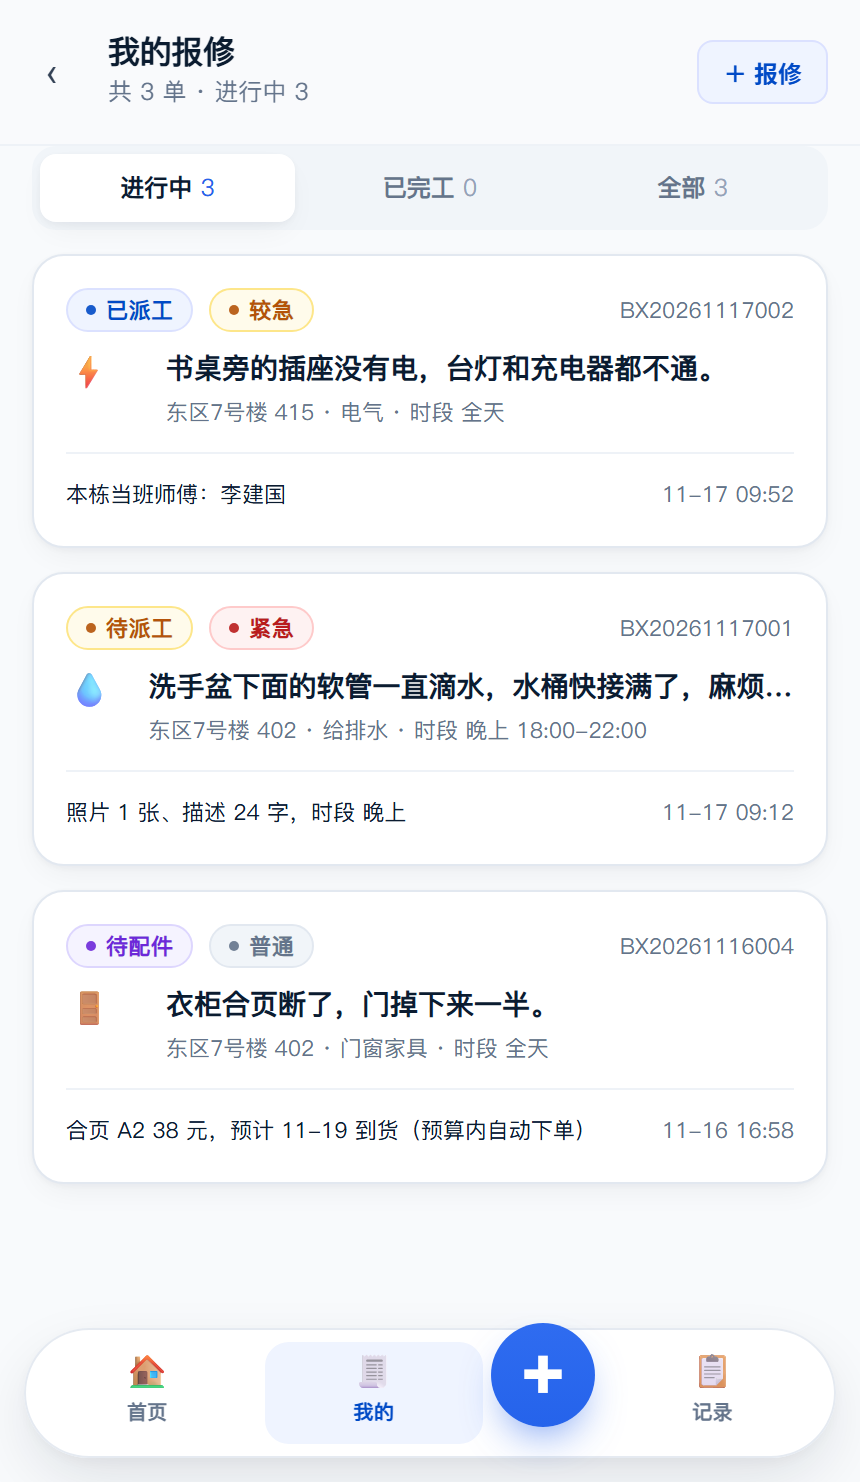 ‹
我的报修
共 3 单 · 进行中 3
+ 报修
进行中 3
已完工 0
全部 3
已派工
较急
BX20261117002
书桌旁的插座没有电，台灯和充电器都不通。
东区7号楼 415 · 电气 · 时段 全天
本栋当班师傅：李建国
11-17 09:52
待派工
紧急
BX20261117001
洗手盆下面的软管一直滴水，水桶快接满了，麻烦...
东区7号楼 402 · 给排水 · 时段 晚上 18:00-22:00
照片 1 张、描述 24 字，时段 晚上
11-17 09:12
待配件
普通
BX20261116004
衣柜合页断了，门掉下来一半。
东区7号楼 402 · 门窗家具 · 时段 全天
合页 A2 38 元，预计 11-19 到货（预算内自动下单）
11-16 16:58
首页
我的
记录